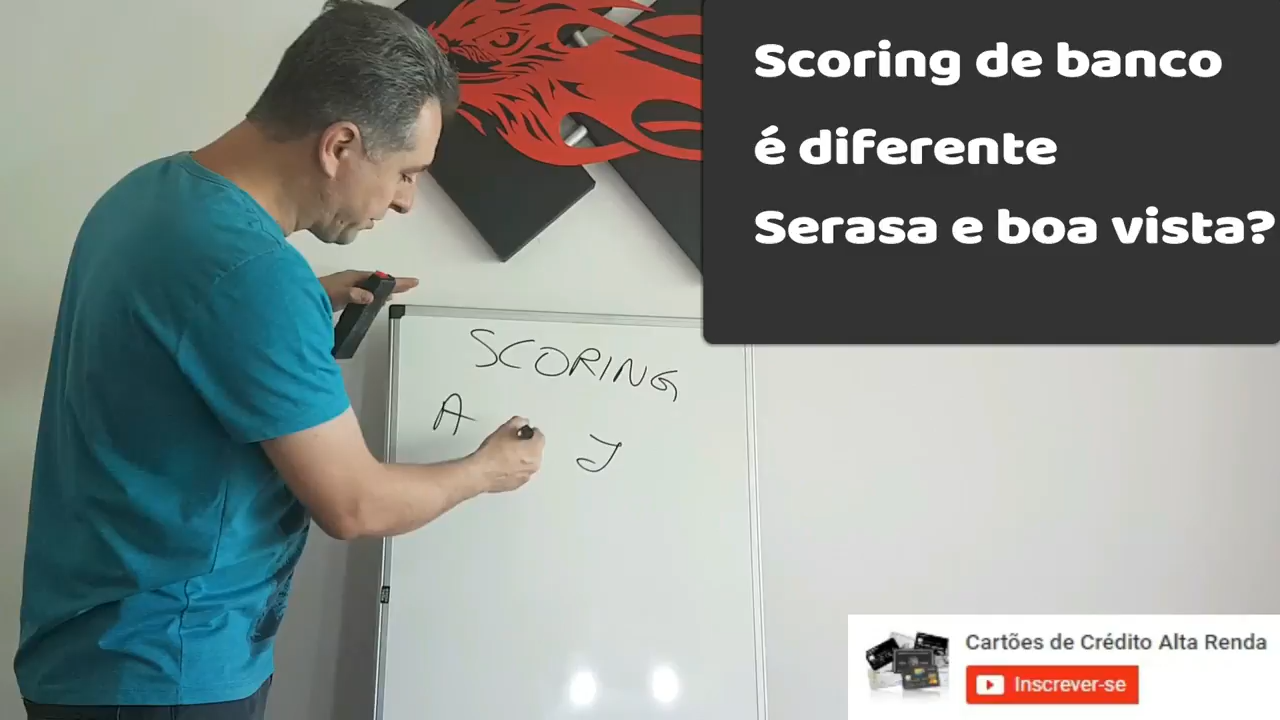 Scoring de banco
é diferente
Serasa e boa vista?
SCORING
A J
Cartões de Crédito Alta Renda
Inscrever-se